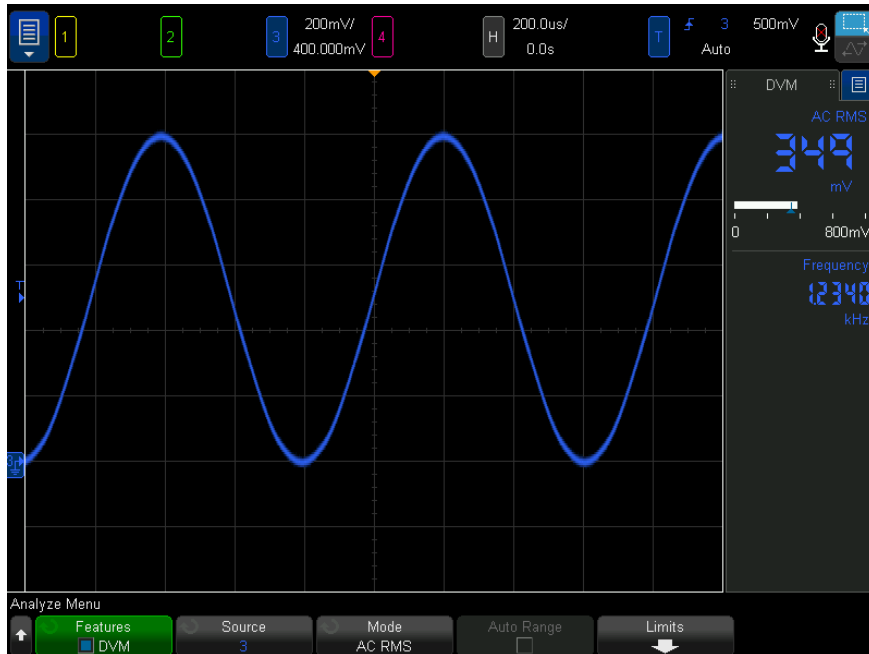 1 2 3 200mV/ 4 H 200.0us/ T 3 500mV
400.000mV 0.0s Auto
DVM
AC RMS
349
mV
0 800mV
Frequency
1.2340
kHz
T
3
Analyze Menu
Features Source Mode Auto Range Limits
DVM 3 AC RMS